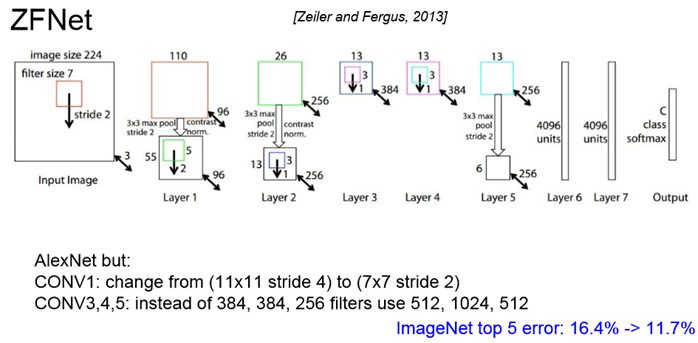 ZFNet
[Zeiler and Fergus, 2013]
image size 224
filter size 7
stride 2
3
Input Image
110
96
3x3 max pool
stride 2
contrast
norm.
55
5
2
96
Layer 1
26
256
3x3 max
pool
stride 2
contrast
norm.
13
3
1
256
Layer 2
13
3
1
384
Layer 3
13
3
1
384
Layer 4
13
256
3x3 max
pool
stride 2
6
256
Layer 5
4096
units
Layer 6
4096
units
Layer 7
C
class
softmax
Output
AlexNet but:
CONV1: change from (11x11 stride 4) to (7x7 stride 2)
CONV3,4,5: instead of 384, 384, 256 filters use 512, 1024, 512
ImageNet top 5 error: 16.4% -> 11.7%